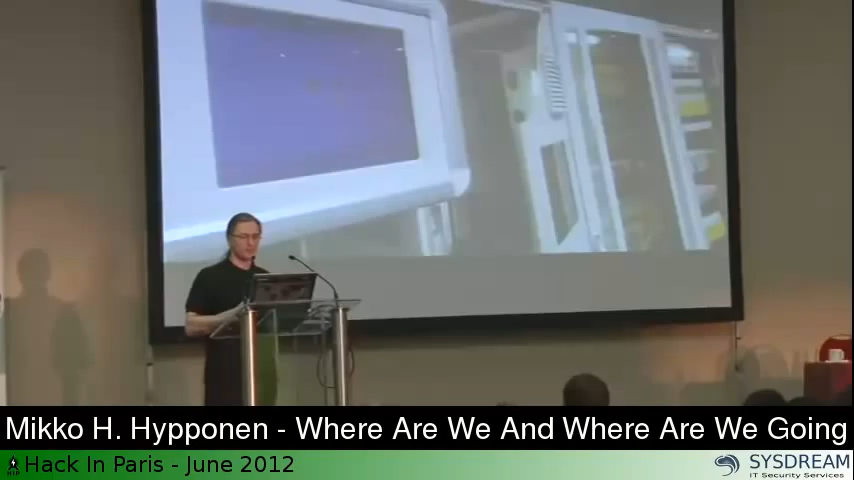 Mikko H. Hypponen - Where Are We And Where Are We Going
HIP Hack In Paris - June 2012
SYSDREAM
IT Security Services